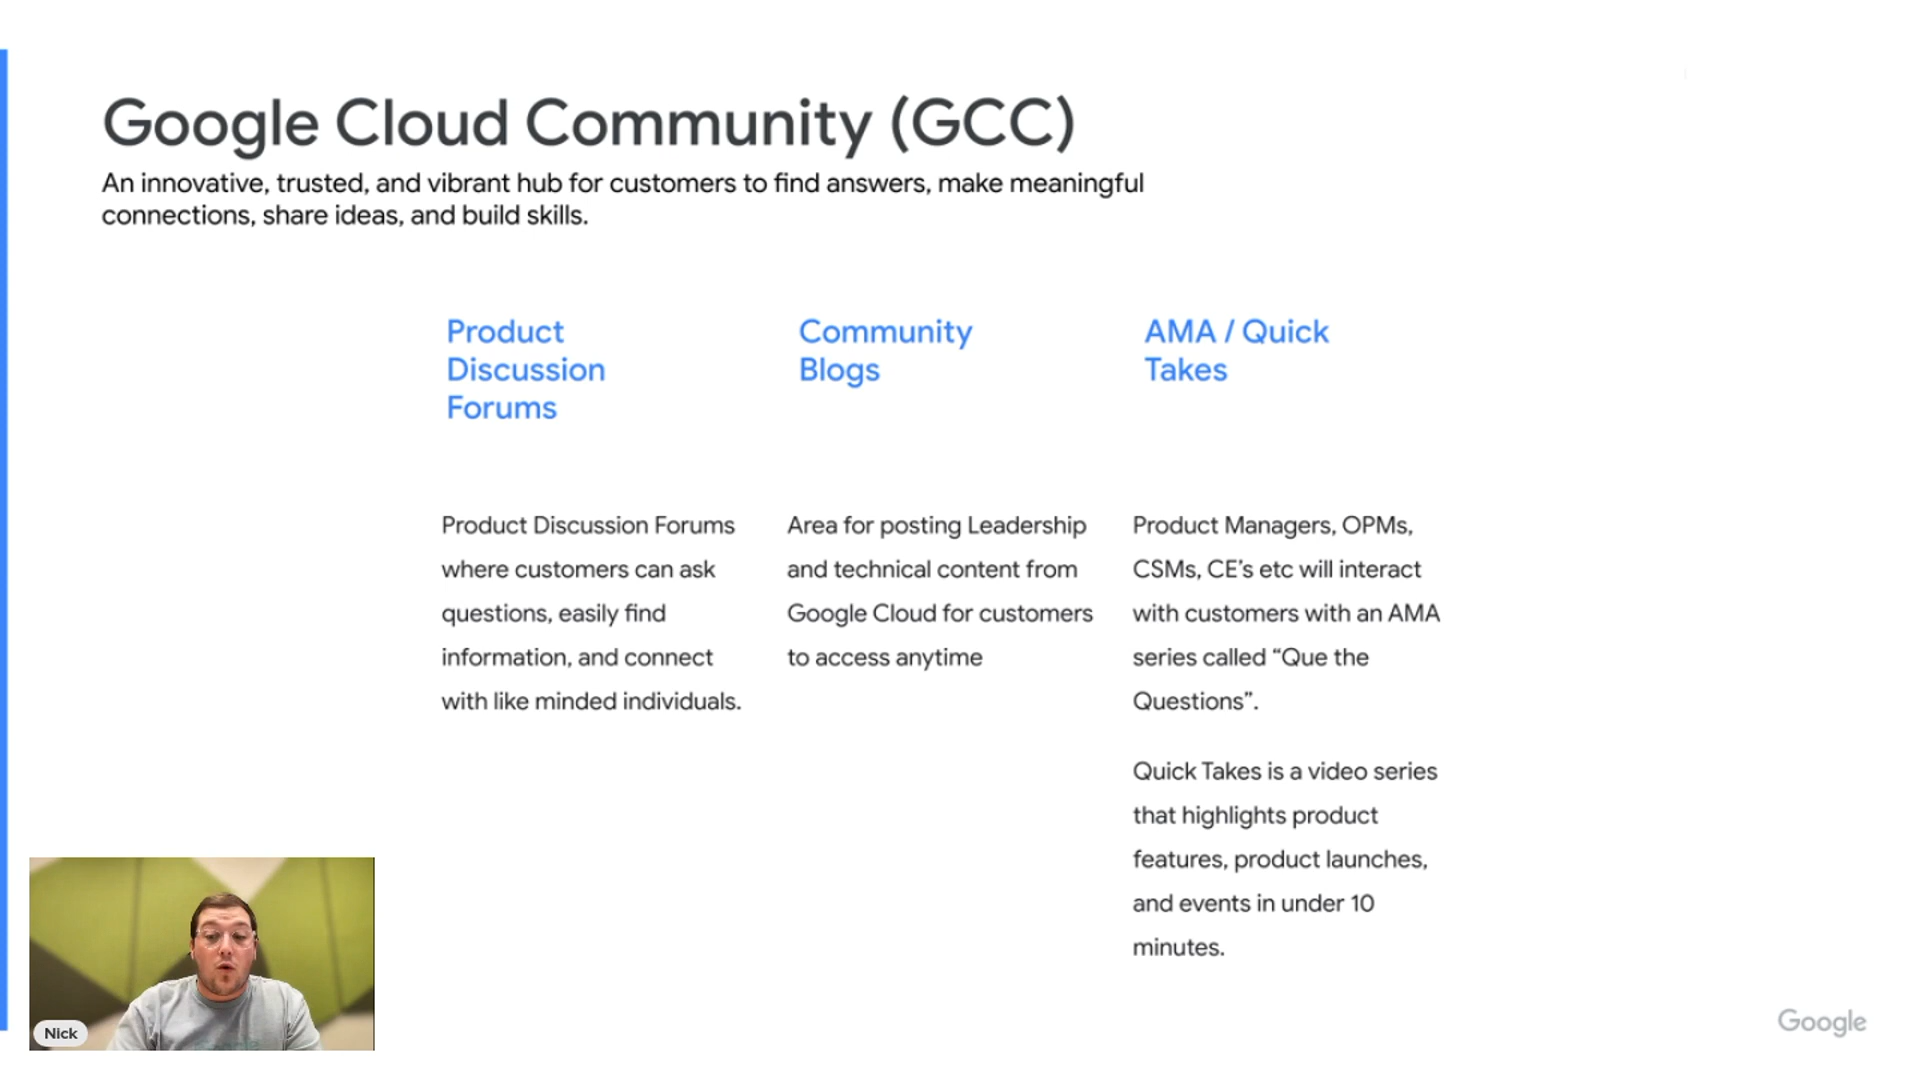 Google Cloud Community (GCC)
An innovative, trusted, and vibrant hub for customers to find answers, make meaningful
connections, share ideas, and build skills.
Product
Discussion
Forums
Product Discussion Forums
where customers can ask
questions, easily find
information, and connect
with like minded individuals.
Community
Blogs
Area for posting Leadership
and technical content from
Google Cloud for customers
to access anytime
AMA / Quick
Takes
Product Managers, OPMs,
CSMs, CE’s etc will interact
with customers with an AMA
series called “Que the
Questions”.
Quick Takes is a video series
that highlights product
features, product launches,
and events in under 10
minutes.
Nick
Google